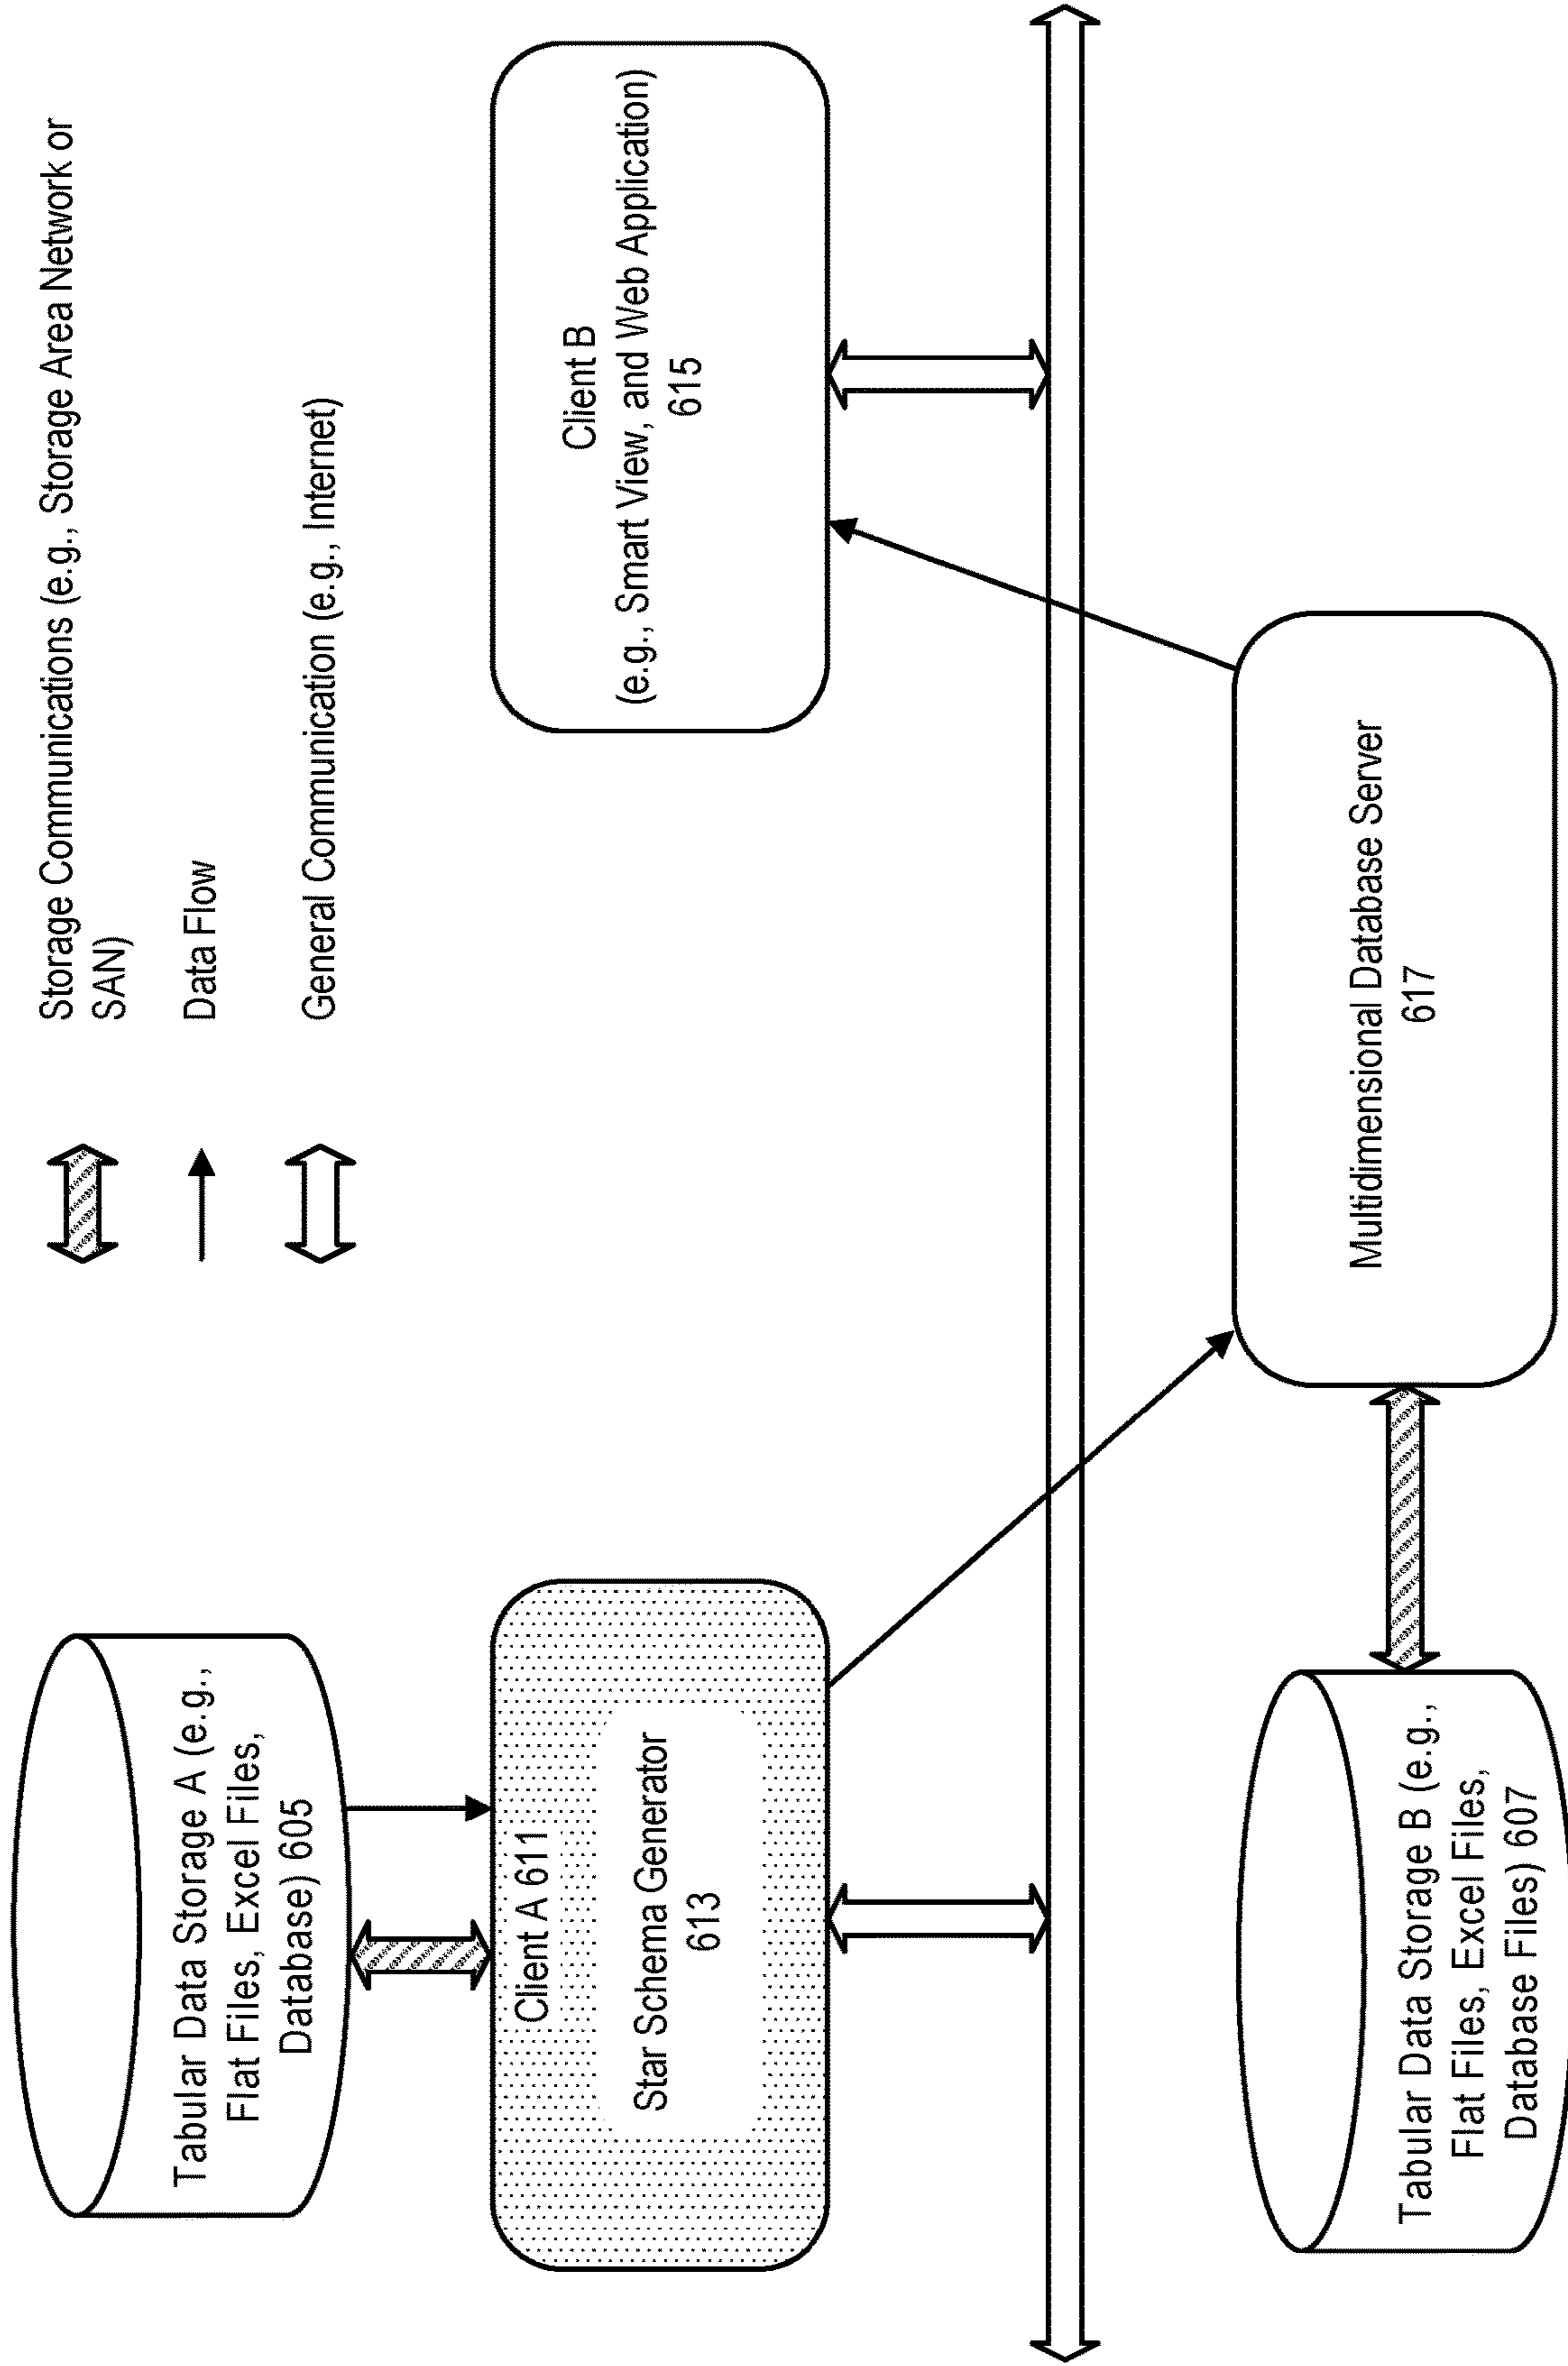 Storage Communications (e.g., Storage Area Network or
SAN)
Data Flow
General Communication (e.g., Internet)
Tabular Data Storage A (e.g.,
Flat Files, Excel Files,
Database) 605
Client A 611
Star Schema Generator
613
Client B
(e.g., Smart View, and Web Application)
615
Tabular Data Storage B (e.g.,
Flat Files, Excel Files,
Database Files) 607
Multidimensional Database Server
617